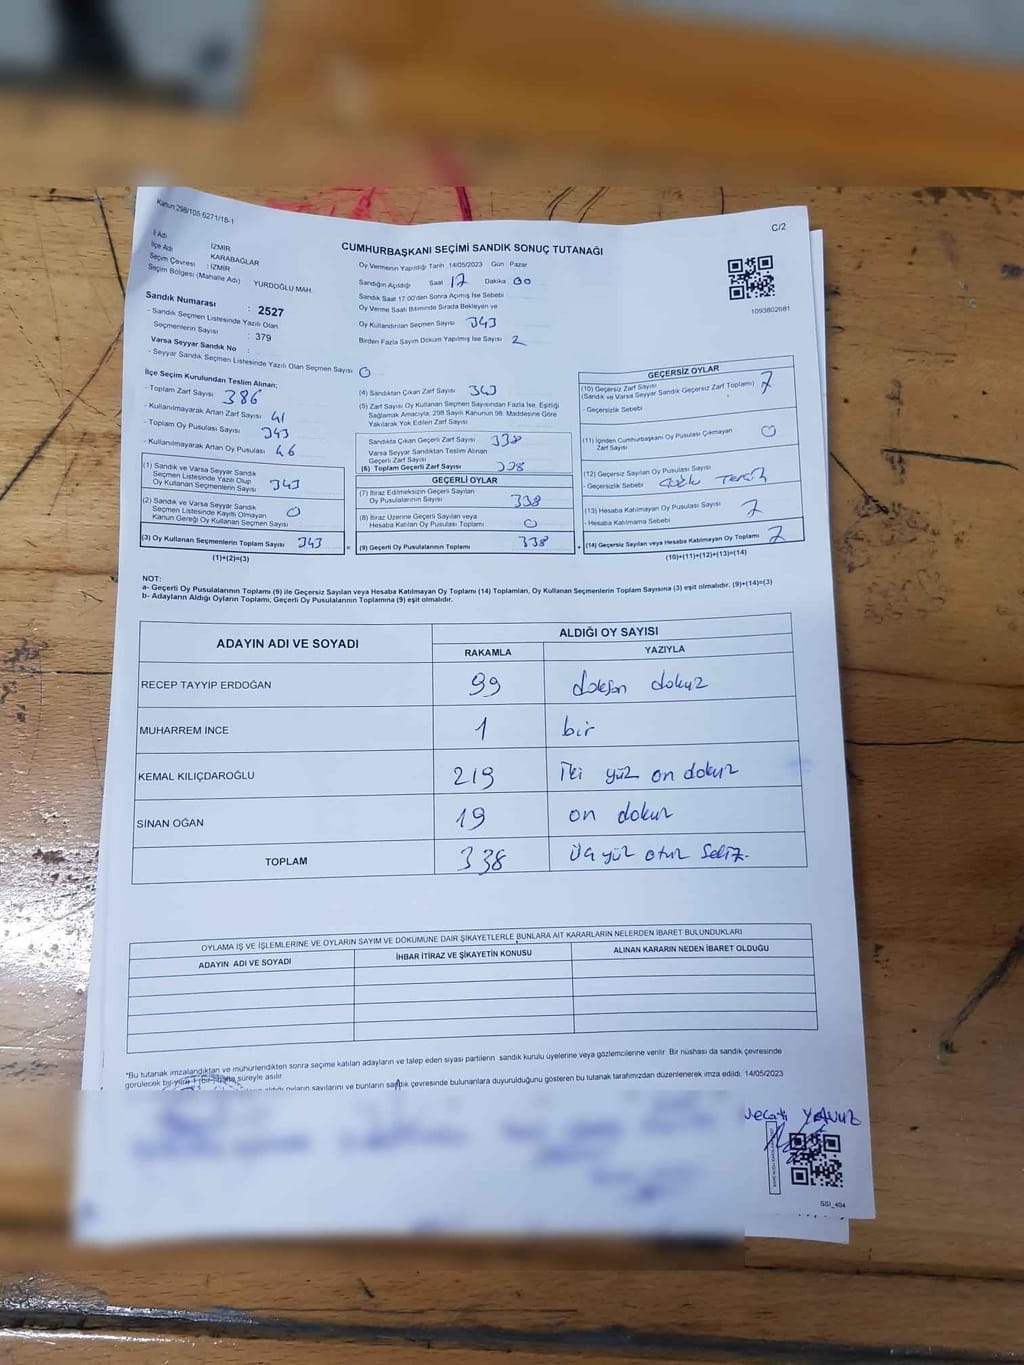 Kanun:298/105 6271/18-1
C/2
İl Adı : İZMİR
İlçe Adı KARABAĞLAR
Seçim Çevresi : İZMİR
Seçim Bölgesi (Mahalle Adı) YURDOĞLU MAH.
Sandık Numarası : 2527
- Sandık Seçmen Listesinde Yazılı Olan
Seçmenlerin Sayısı : 379
Varsa Seyyar Sandık No :
- Seyyar Sandık Seçmen Listesinde Yazılı Olan Seçmen Sayısı 0
CUMHURBAŞKANI SEÇİMİ SANDIK SONUÇ TUTANAĞI
Oy Vermenin Yapıldığı Tarih 14/05/2023 Gün Pazar
Sandığın Açıldığı Saat 17 Dakika 00
Sandık Saat 17.00'den Sonra Açımış İse Sebebi
Oy Verme Saati Bitiminde Sırada Bekleyen ve
Oy Kullandırılan Seçmen Sayısı 343
Birden Fazla Sayım Döküm Yapılmış İse Sayısı 2
1093802681
İlçe Seçim Kurulundan Teslim Alınan;
- Toplam Zarf Sayısı 386
- Kullanılmayarak Artan Zarf Sayısı 41
- Toplam Oy Pusulası Sayısı 343
- Kullanılmayarak Artan Oy Pusulası 46
(1) Sandık ve Varsa Seyyar Sandık
Seçmen Listesinde Yazılı Olup
Oy Kullanan Seçmenlerin Sayısı 343
(2) Sandık ve Varsa Seyyar Sandık
Seçmen Listesinde Kayıtlı Olmayan
Kanun Gereği Oy Kullanan Seçmen Sayısı 0
(3) Oy Kullanan Seçmenlerin Toplam Sayısı 343
(1)+(2)=(3)
(4) Sandıktan Çıkan Zarf Sayısı 343
(5) Zarf Sayısı Oy Kullanan Seçmen Sayısından Fazla İse, Eşitliği
Sağlamak Amacıyla, 298 Sayılı Kanunun 98. Maddesine Göre
Yakılarak Yok Edilen Zarf Sayısı
Sandıkta Çıkan Geçerli Zarf Sayısı 338
Varsa Seyyar Sandıktan Teslim Alınan
Geçerli Zarf Sayısı
(6) Toplam Geçerli Zarf Sayısı 338
GEÇERLİ OYLAR
(7) İtiraz Edilmeksizin Geçerli Sayılan
Oy Pusulalarının Sayısı 338
(8) İtiraz Üzerine Geçerli Sayılan veya
Hesaba Katılan Oy Pusulası Toplamı 0
= (9) Geçerli Oy Pusulalarının Toplamı 338
GEÇERSİZ OYLAR
(10) Geçersiz Zarf Sayısı
(Sandık ve Varsa Seyyar Sandık Geçersiz Zarf Toplamı) 7
- Geçersizlik Sebebi
(11) İçinden Cumhurbaşkanı Oy Pusulası Çıkmayan
Zarf Sayısı 0
(12) Geçersiz Sayılan Oy Pusulası Sayısı
- Geçersizlik Sebebi Çoklu Tercih
(13) Hesaba Katılmayan Oy Pusulası Sayısı 7
- Hesaba Katılmama Sebebi
+ (14) Geçersiz Sayılan veya Hesaba Katılmayan Oy Toplamı 7
(10)+(11)+(12)+(13)=(14)
NOT:
a- Geçerli Oy Pusulalarının Toplamı (9) ile Geçersiz Sayılan veya Hesaba Katılmayan Oy Toplamı (14) Toplamları, Oy Kullanan Seçmenlerin Toplam Sayısına (3) eşit olmalıdır. (9)+(14)=(3)
b- Adayların Aldığı Oyların Toplamı, Geçerli Oy Pusulalarının Toplamına (9) eşit olmalıdır.
ADAYIN ADI VE SOYADI ALDIĞI OY SAYISI
RAKAMLA YAZIYLA
RECEP TAYYİP ERDOĞAN 99 doksan dokuz
MUHARREM İNCE 1 bir
KEMAL KILIÇDAROĞLU 219 iki yüz on dokuz
SİNAN OĞAN 19 on dokuz
TOPLAM 338 üç yüz otuz sekiz.
OYLAMA İŞ VE İŞLEMLERİNE VE OYLARIN SAYIM VE DÖKÜMÜNE DAİR ŞİKAYETLERLE BUNLARA AİT KARARLARIN NELERDEN İBARET BULUNDUKLARI
ADAYIN ADI VE SOYADI İHBAR İTİRAZ VE ŞİKAYETİN KONUSU ALINAN KARARIN NEDEN İBARET OLDUĞU
*Bu tutanak imzalandıktan ve mühürlendikten sonra seçime katılan adayların ve talep eden siyasi partilerin sandık kurulu üyelerine veya gözlemcilerine verilir. Bir nüshası da sandık çevresinde
görülecek bir yere 1 (bir) hafta süreyle asılır.
aldığı oyların sayılarını ve bunların sandık çevresinde bulunanlara duyurulduğunu gösteren bu tutanak tarafımızdan düzenlenerek imza edildi. 14/05/2023
Necati YAVUZ
SSI_404